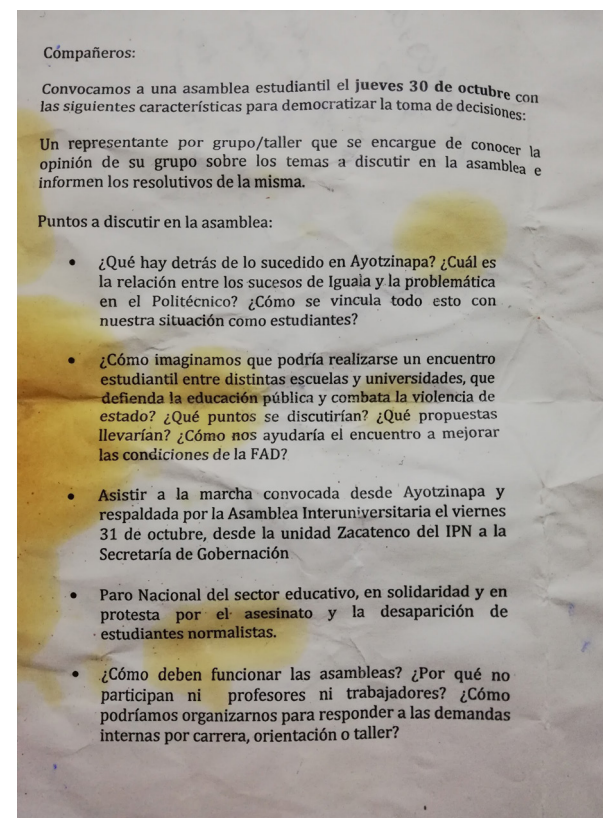 Cómpañeros:
Convocamos a una asamblea estudiantil el jueves 30 de octubre con
las siguientes características para democratizar la toma de decisiones:
Un representante por grupo/taller que se encargue de conocer la
opinión de su grupo sobre los temas a discutir en la asamblea e
informen los resolutivos de la misma.
Puntos a discutir en la asamblea:
• ¿Qué hay detrás de lo sucedido en Ayotzinapa? ¿Cuál es
la relación entre los sucesos de Iguala y la problemática
en el Politécnico? ¿Cómo se vincula todo esto con
nuestra situación como estudiantes?
• ¿Cómo imaginamos que podría realizarse un encuentro
estudiantil entre distintas escuelas y universidades, que
defienda la educación pública y combata la violencia de
estado? ¿Qué puntos se discutirían? ¿Qué propuestas
llevarían? ¿Cómo nos ayudaría el encuentro a mejorar
las condiciones de la FAD?
• Asistir a la marcha convocada desde Ayotzinapa y
respaldada por la Asamblea Interuniversitaria el viernes
31 de octubre, desde la unidad Zacatenco del IPN a la
Secretaría de Gobernación
• Paro Nacional del sector educativo, en solidaridad y en
protesta por el asesinato y la desaparición de
estudiantes normalistas.
• ¿Cómo deben funcionar las asambleas? ¿Por qué no
participan ni profesores ni trabajadores? ¿Cómo
podríamos organizarnos para responder a las demandas
internas por carrera, orientación o taller?